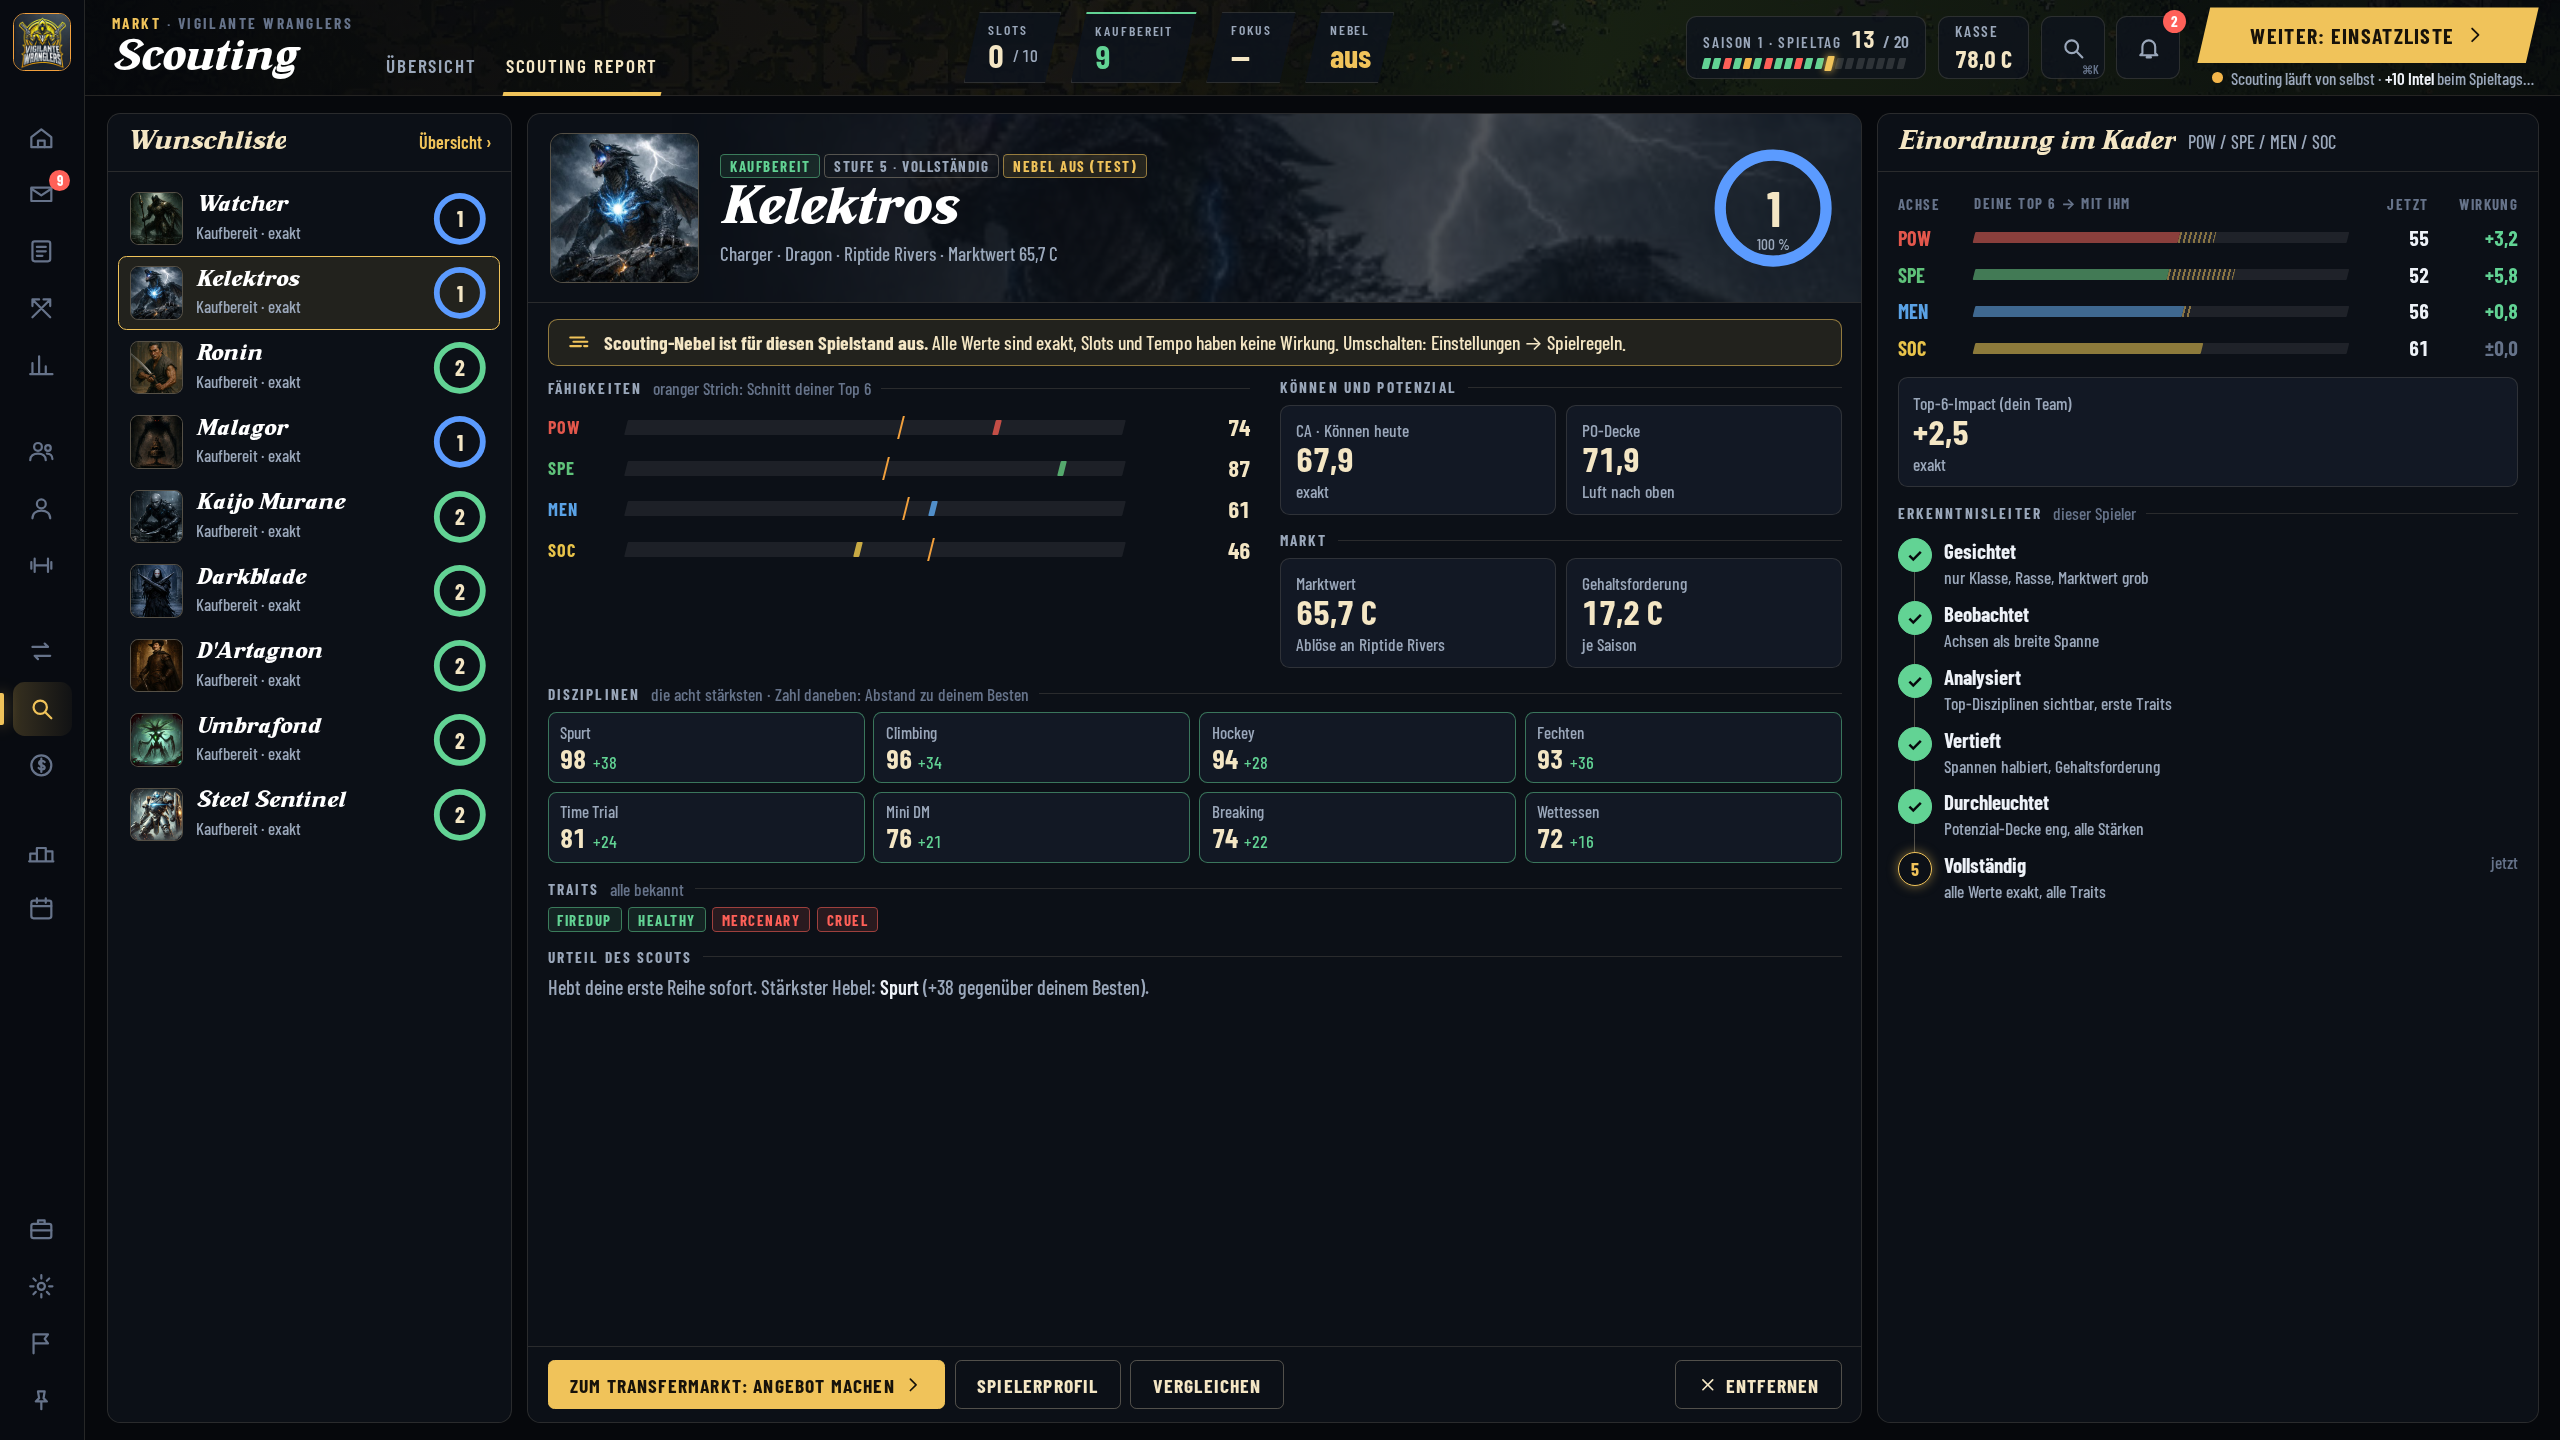 VIGILANTE WRANGLERS
MARKT · VIGILANTE WRANGLERS
Scouting
ÜBERSICHT
SCOUTING REPORT
SLOTS
0 / 10
KAUFBEREIT
9
FOKUS
–
NEBEL
aus
SAISON 1 · SPIELTAG 13 / 20
KASSE
78,0 C
⌘K
2
WEITER: EINSATZLISTE
Scouting läuft von selbst · +10 Intel beim Spieltags...
9
Wunschliste
Übersicht ›
Watcher
Kaufbereit · exakt
1
Kelektros
Kaufbereit · exakt
1
Ronin
Kaufbereit · exakt
2
Malagor
Kaufbereit · exakt
1
Kaijo Murane
Kaufbereit · exakt
2
Darkblade
Kaufbereit · exakt
2
D'Artagnon
Kaufbereit · exakt
2
Umbrafond
Kaufbereit · exakt
2
Steel Sentinel
Kaufbereit · exakt
2
KAUFBEREIT
STUFE 5 · VOLLSTÄNDIG
NEBEL AUS (TEST)
Kelektros
Charger · Dragon · Riptide Rivers · Marktwert 65,7 C
1
100 %
Scouting-Nebel ist für diesen Spielstand aus. Alle Werte sind exakt, Slots und Tempo haben keine Wirkung. Umschalten: Einstellungen → Spielregeln.
FÄHIGKEITEN oranger Strich: Schnitt deiner Top 6
POW 74
SPE 87
MEN 61
SOC 46
KÖNNEN UND POTENZIAL
CA · Können heute
67,9
exakt
PO-Decke
71,9
Luft nach oben
MARKT
Marktwert
65,7 C
Ablöse an Riptide Rivers
Gehaltsforderung
17,2 C
je Saison
DISZIPLINEN die acht stärksten · Zahl daneben: Abstand zu deinem Besten
Spurt
98 +38
Climbing
96 +34
Hockey
94 +28
Fechten
93 +36
Time Trial
81 +24
Mini DM
76 +21
Breaking
74 +22
Wettessen
72 +16
TRAITS alle bekannt
FIREDUP
HEALTHY
MERCENARY
CRUEL
URTEIL DES SCOUTS
Hebt deine erste Reihe sofort. Stärkster Hebel: Spurt (+38 gegenüber deinem Besten).
ZUM TRANSFERMARKT: ANGEBOT MACHEN
SPIELERPROFIL
VERGLEICHEN
ENTFERNEN
Einordnung im Kader POW / SPE / MEN / SOC
ACHSE DEINE TOP 6 → MIT IHM JETZT WIRKUNG
POW 55 +3,2
SPE 52 +5,8
MEN 56 +0,8
SOC 61 ±0,0
Top-6-Impact (dein Team)
+2,5
exakt
ERKENNTNISLEITER dieser Spieler
Gesichtet
nur Klasse, Rasse, Marktwert grob
Beobachtet
Achsen als breite Spanne
Analysiert
Top-Disziplinen sichtbar, erste Traits
Vertieft
Spannen halbiert, Gehaltsforderung
Durchleuchtet
Potenzial-Decke eng, alle Stärken
5
Vollständig
jetzt
alle Werte exakt, alle Traits